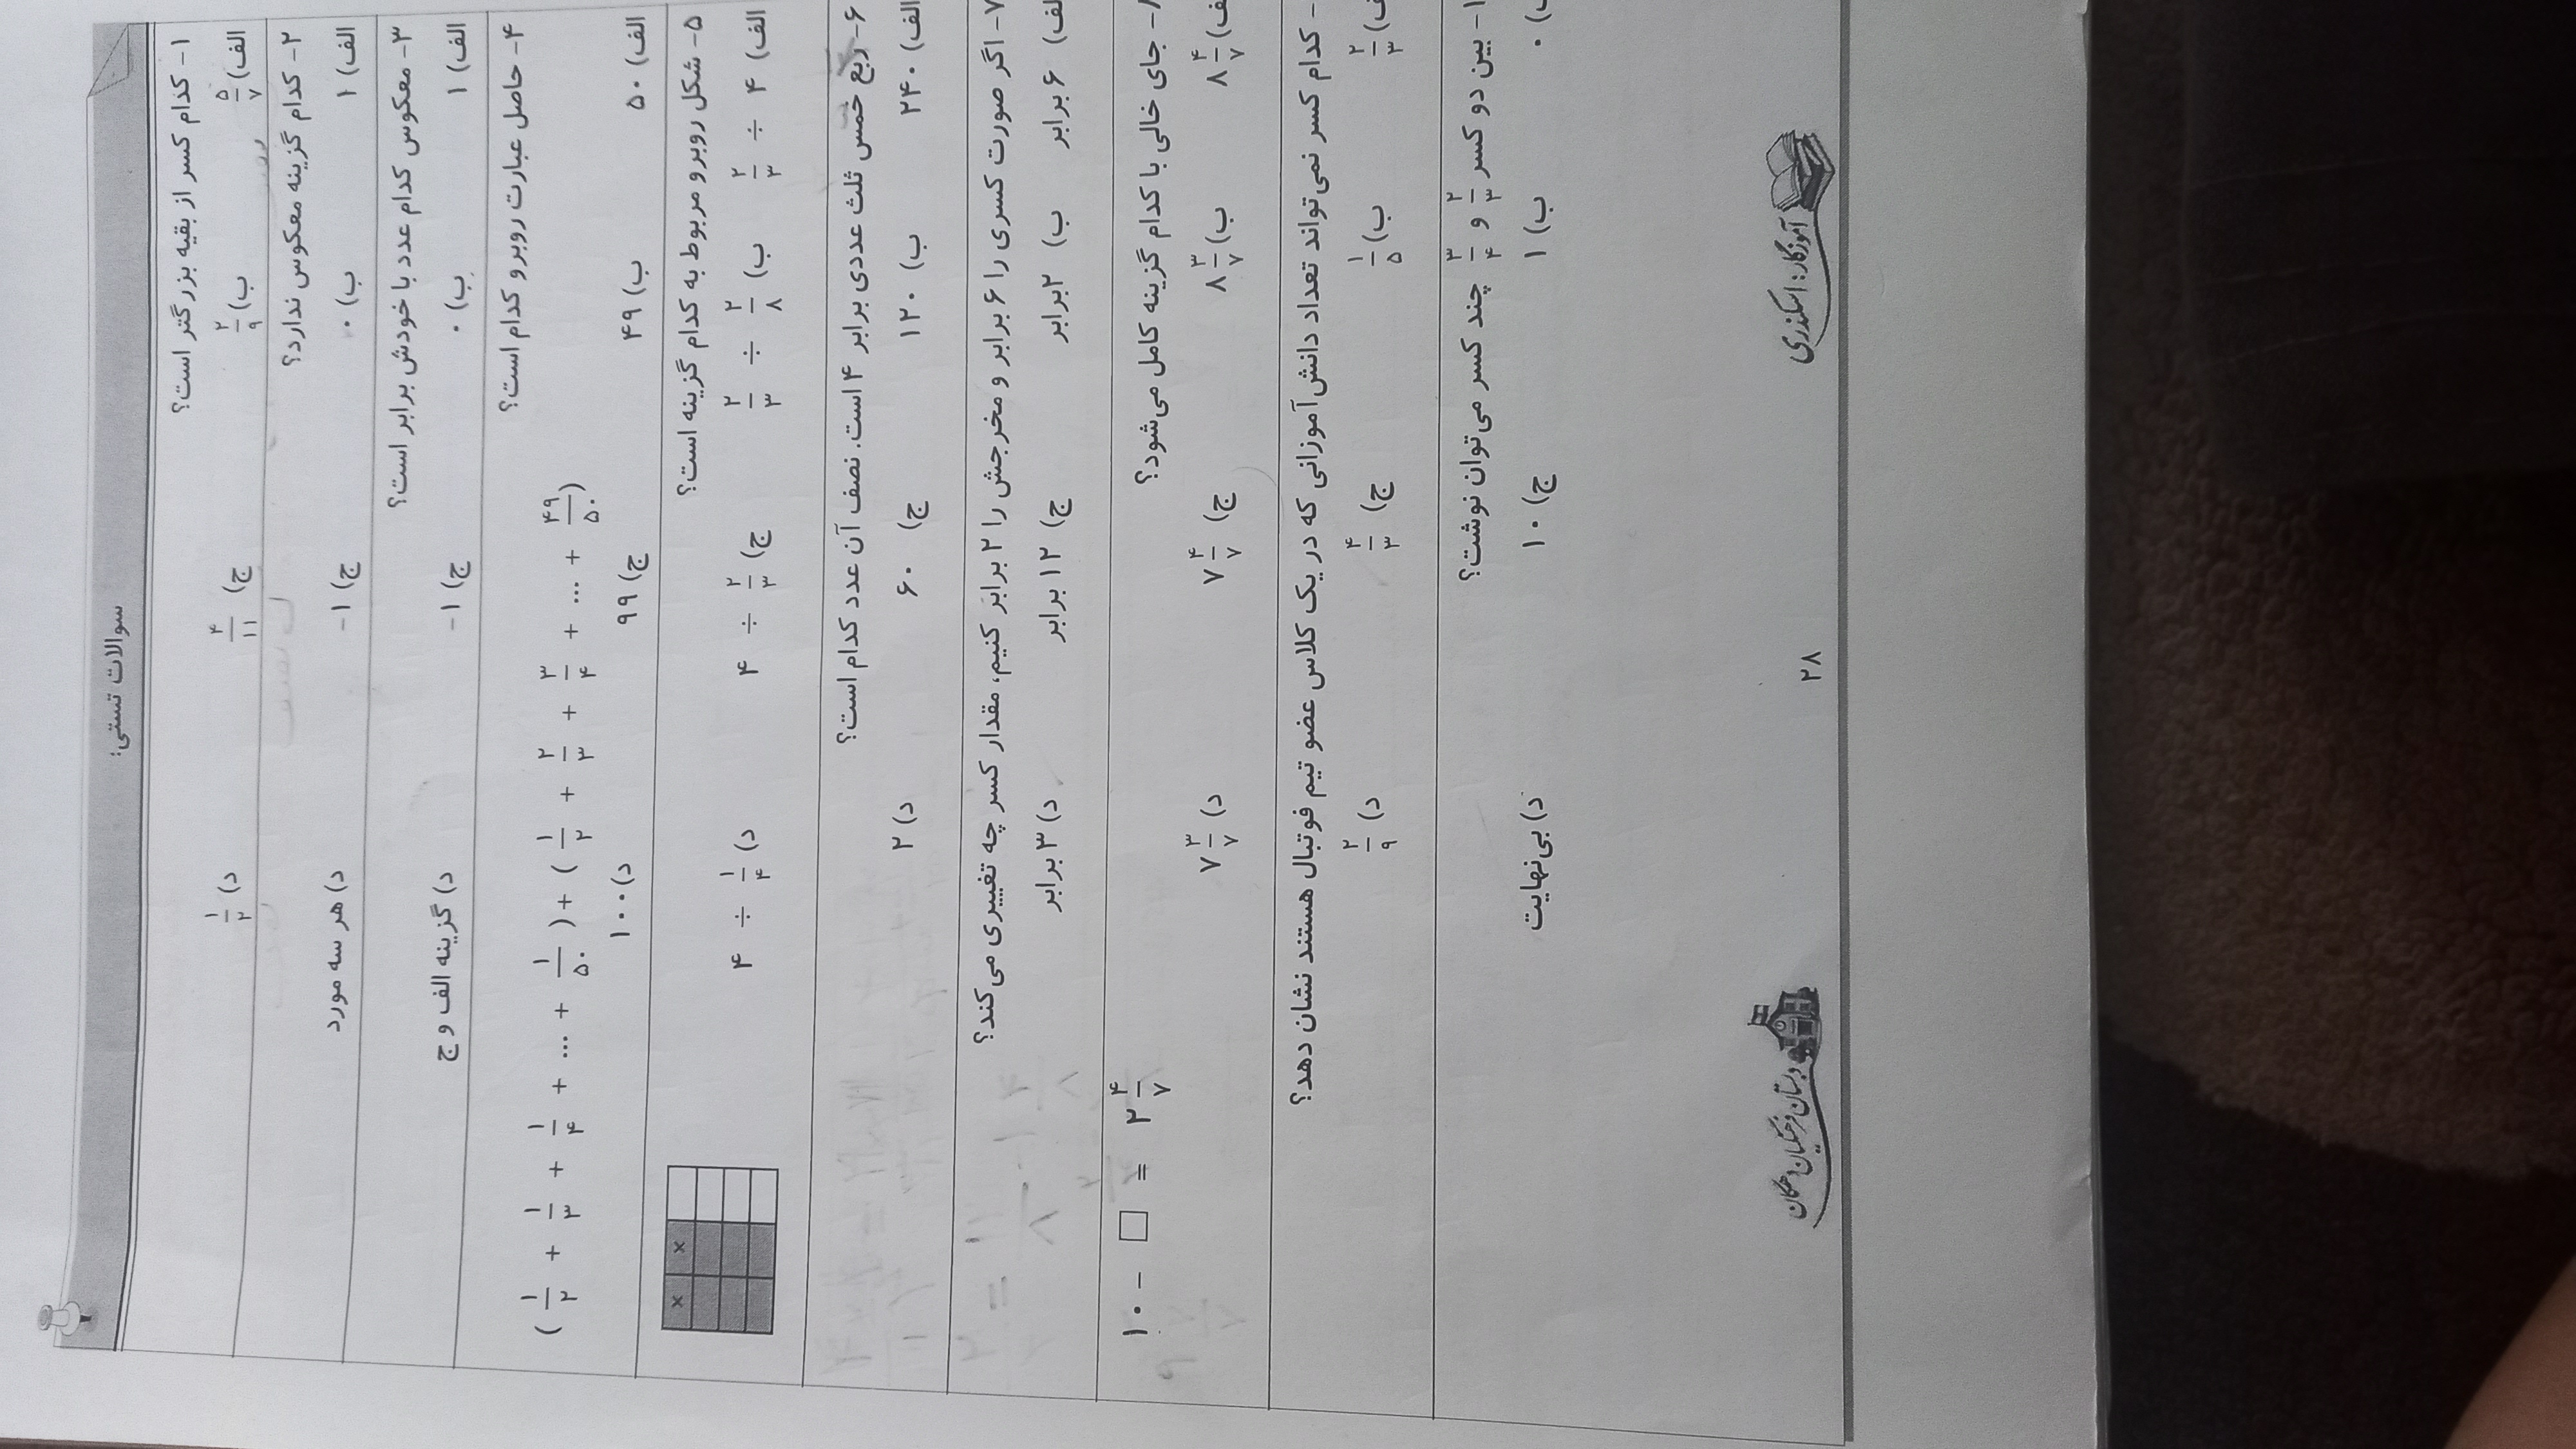 سوالات تستی:
۱- کدام کسر از بقیه بزرگتر است؟
الف) ۵/۷ ب) ۲/۹ ج) ۴/۱۱ د) ۱/۲
۲- کدام گزینه معکوس ندارد؟
الف) ۱ ب) ۰ ج) ۱- د) هر سه مورد
۳- معکوس کدام عدد با خودش برابر است؟
الف) ۱ ب) ۰ ج) ۱- د) گزینه الف و ج
۴- حاصل عبارت روبرو کدام است؟
( ۱/۲ + ۱/۳ + ۱/۴ + ... + ۱/۵۰ ) + ( ۱/۲ + ۲/۳ + ۳/۴ + ... + ۴۹/۵۰ )
الف) ۵۰ ب) ۴۹ ج) ۹۹ د) ۱۰۰
۵- شکل روبرو مربوط به کدام گزینه است؟
× ×
الف) ۲/۳ ÷ ۴ ب) ۲/۳ ÷ ۲/۸ ج) ۴ ÷ ۲/۳ د) ۴ ÷ ۱/۴
۶- ربع خمس ثلث عددی برابر ۴ است. نصف آن عدد کدام است؟
الف) ۲۴۰ ب) ۱۲۰ ج) ۶۰ د) ۲
۷- اگر صورت کسری را ۶ برابر و مخرجش را ۲ برابر کنیم، مقدار کسر چه تغییری می‌کند؟
لف) ۶ برابر ب) ۲برابر ج) ۱۲ برابر د) ۳ برابر
۸- جای خالی با کدام گزینه کامل می‌شود؟ ۱۰ - □ = ۲ ۴/۷
ف) ۸ ۴/۷ ب) ۸ ۳/۷ ج) ۷ ۴/۷ د) ۷ ۳/۷
- کدام کسر نمی‌تواند تعداد دانش‌آموزانی که در یک کلاس عضو تیم فوتبال هستند نشان دهد؟
ف) ۲/۳ ب) ۱/۵ ج) ۴/۳ د) ۲/۹
۱- بین دو کسر ۲/۳ و ۳/۴ چند کسر می‌توان نوشت؟
ف) ۰ ب) ۱ ج) ۱۰ د) بی‌نهایت
آموزگار: اسکندری ۲۸ دبستان فرهنگیان دهگان